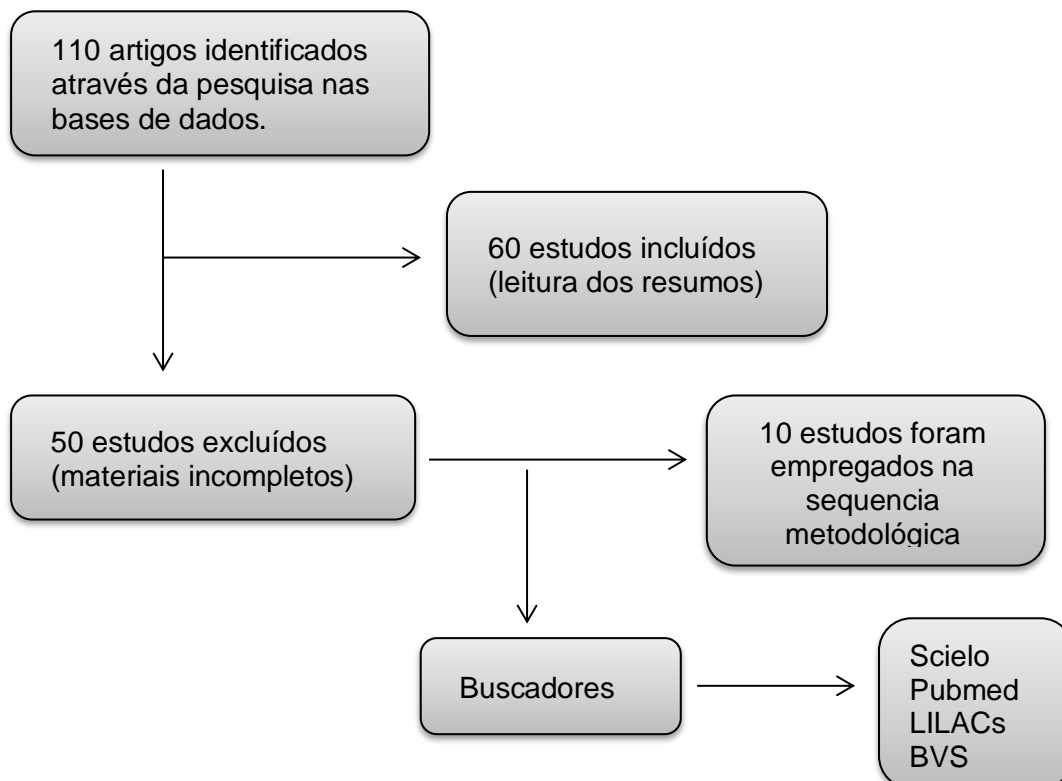 110 artigos identificados
através da pesquisa nas
bases de dados.
60 estudos incluídos
(leitura dos resumos)
50 estudos excluídos
(materiais incompletos)
10 estudos foram
empregados na
sequencia
metodológica
Buscadores
Scielo
Pubmed
LILACs
BVS